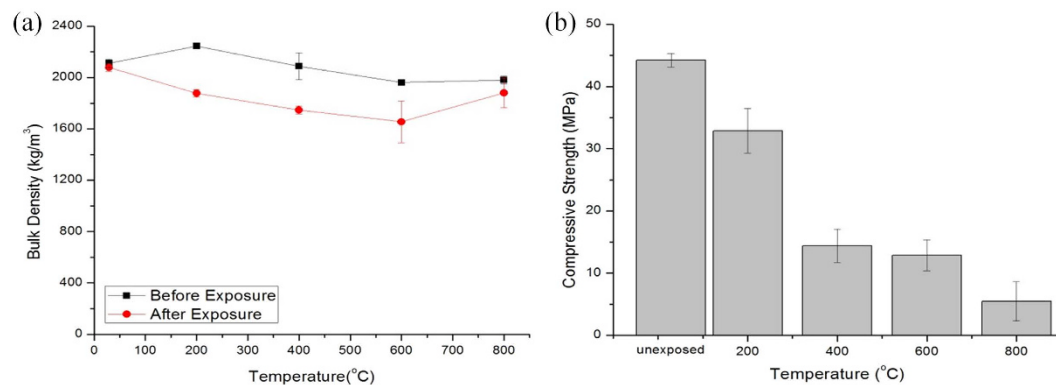 (a)
2400
2000
1600
1200
800
400
0
Bulk Density (kg/m³)
Before Exposure
After Exposure
0 100 200 300 400 500 600 700 800
Temperature(°C)
(b)
50
40
30
20
10
0
Compressive Strength (MPa)
unexposed 200 400 600 800
Temperature (°C)